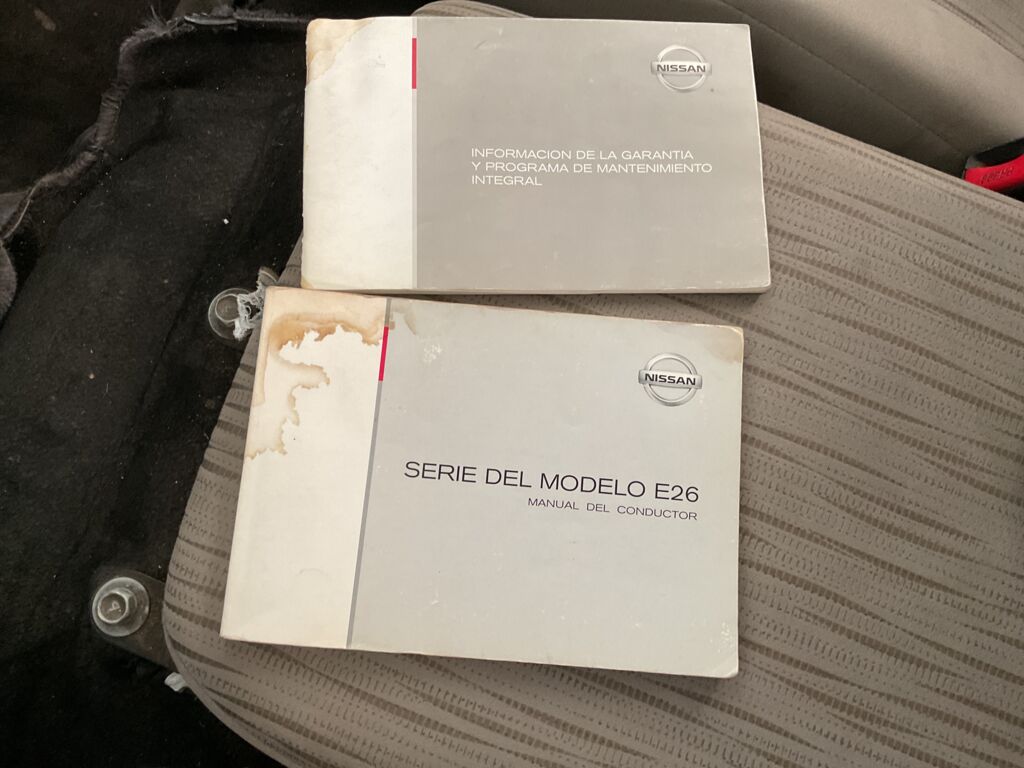 NISSAN
INFORMACION DE LA GARANTIA
Y PROGRAMA DE MANTENIMIENTO
INTEGRAL
NISSAN
SERIE DEL MODELO E26
MANUAL DEL CONDUCTOR